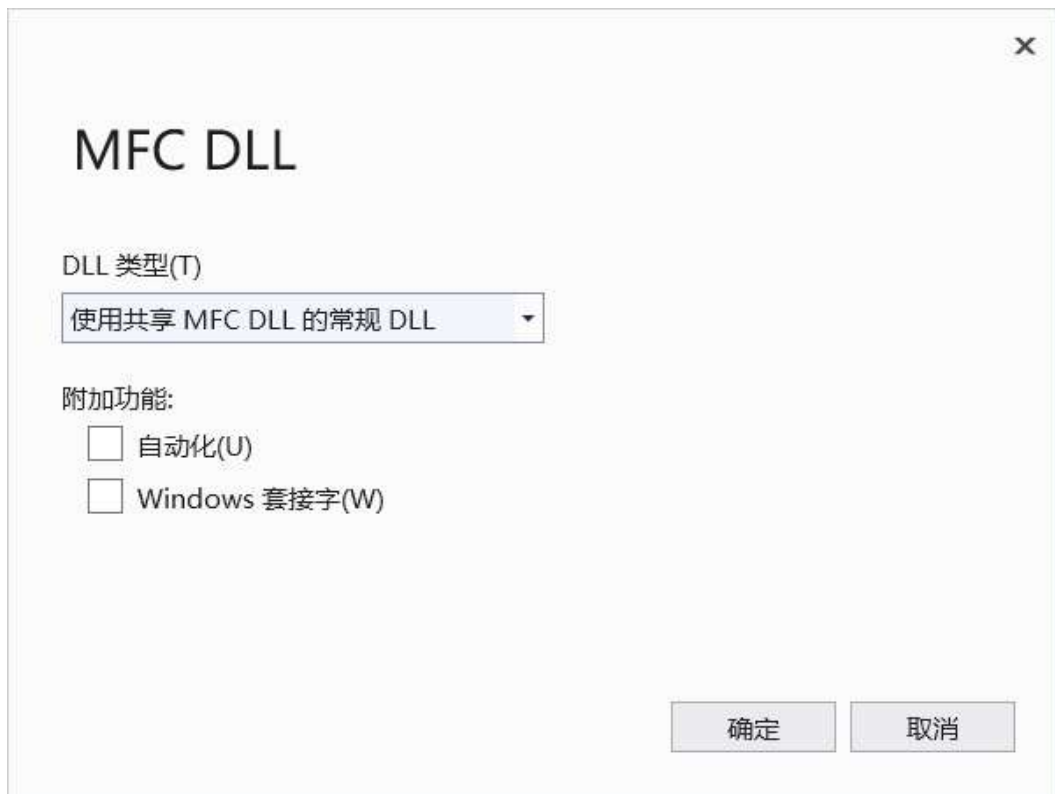 MFC DLL
DLL 类型(T)
使用共享 MFC DLL 的常规 DLL
附加功能:
自动化(U)
Windows 套接字(W)
确定 取消